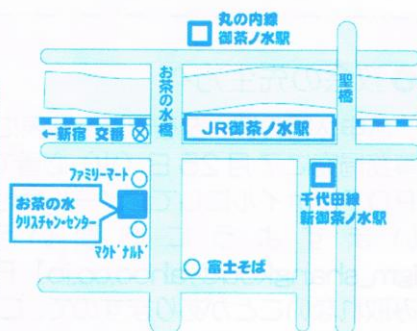 丸の内線
御茶ノ水駅
お茶の水橋
聖橋
←新宿 交番
JR御茶ノ水駅
ファミリーマート
お茶の水
クリスチャン・センター
マクドナルド
千代田線
新御茶ノ水駅
富士そば